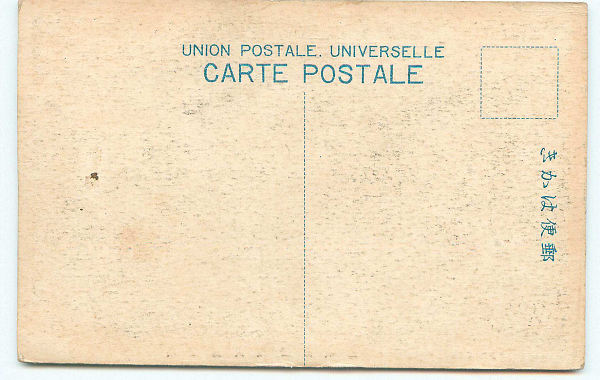 UNION POSTALE. UNIVERSELLE
CARTE POSTALE
きかは便郵